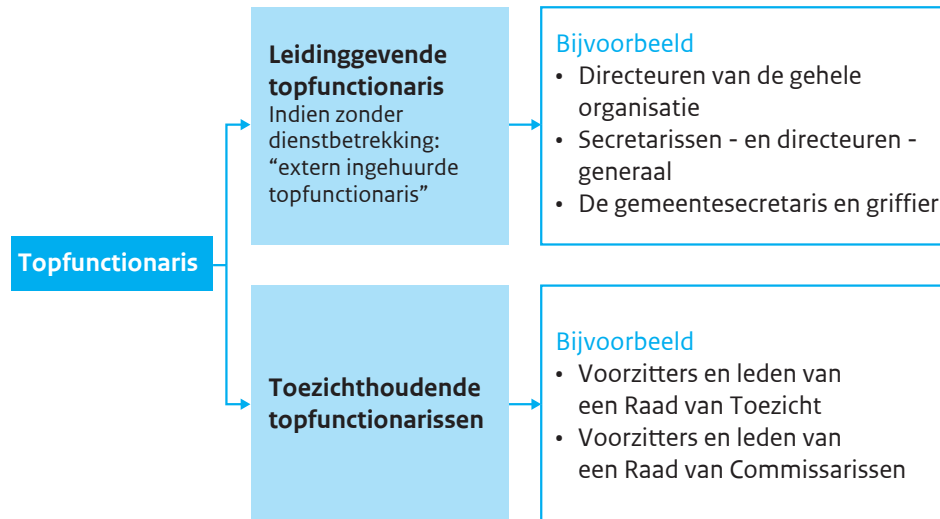 Topfunctionaris
Leidinggevende
topfunctionaris
Indien zonder
dienstbetrekking:
“extern ingehuurde
topfunctionaris”
Bijvoorbeeld
• Directeuren van de gehele
organisatie
• Secretarissen - en directeuren -
generaal
• De gemeentesecretaris en griffier
Toezichthoudende
topfunctionarissen
Bijvoorbeeld
• Voorzitters en leden van
een Raad van Toezicht
• Voorzitters en leden van
een Raad van Commissarissen